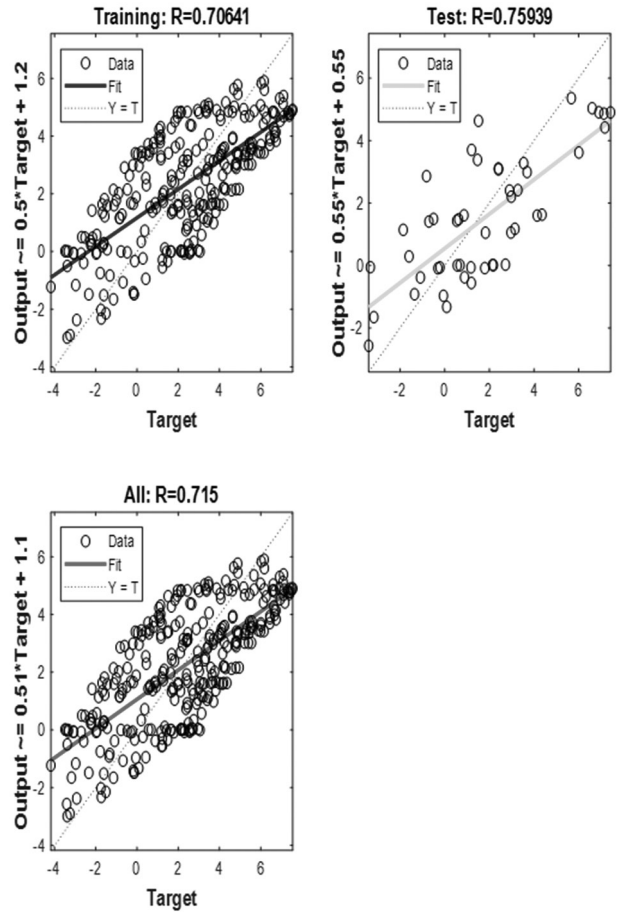 Training: R=0.70641
Output ~= 0.5*Target + 1.2
Data
Fit
Y = T
6
4
2
0
-2
-4
-4 -2 0 2 4 6
Target
Test: R=0.75939
Output ~= 0.55*Target + 0.55
Data
Fit
Y = T
6
4
2
0
-2
-2 0 2 4 6
Target
All: R=0.715
Output ~= 0.51*Target + 1.1
Data
Fit
Y = T
6
4
2
0
-2
-4
-4 -2 0 2 4 6
Target